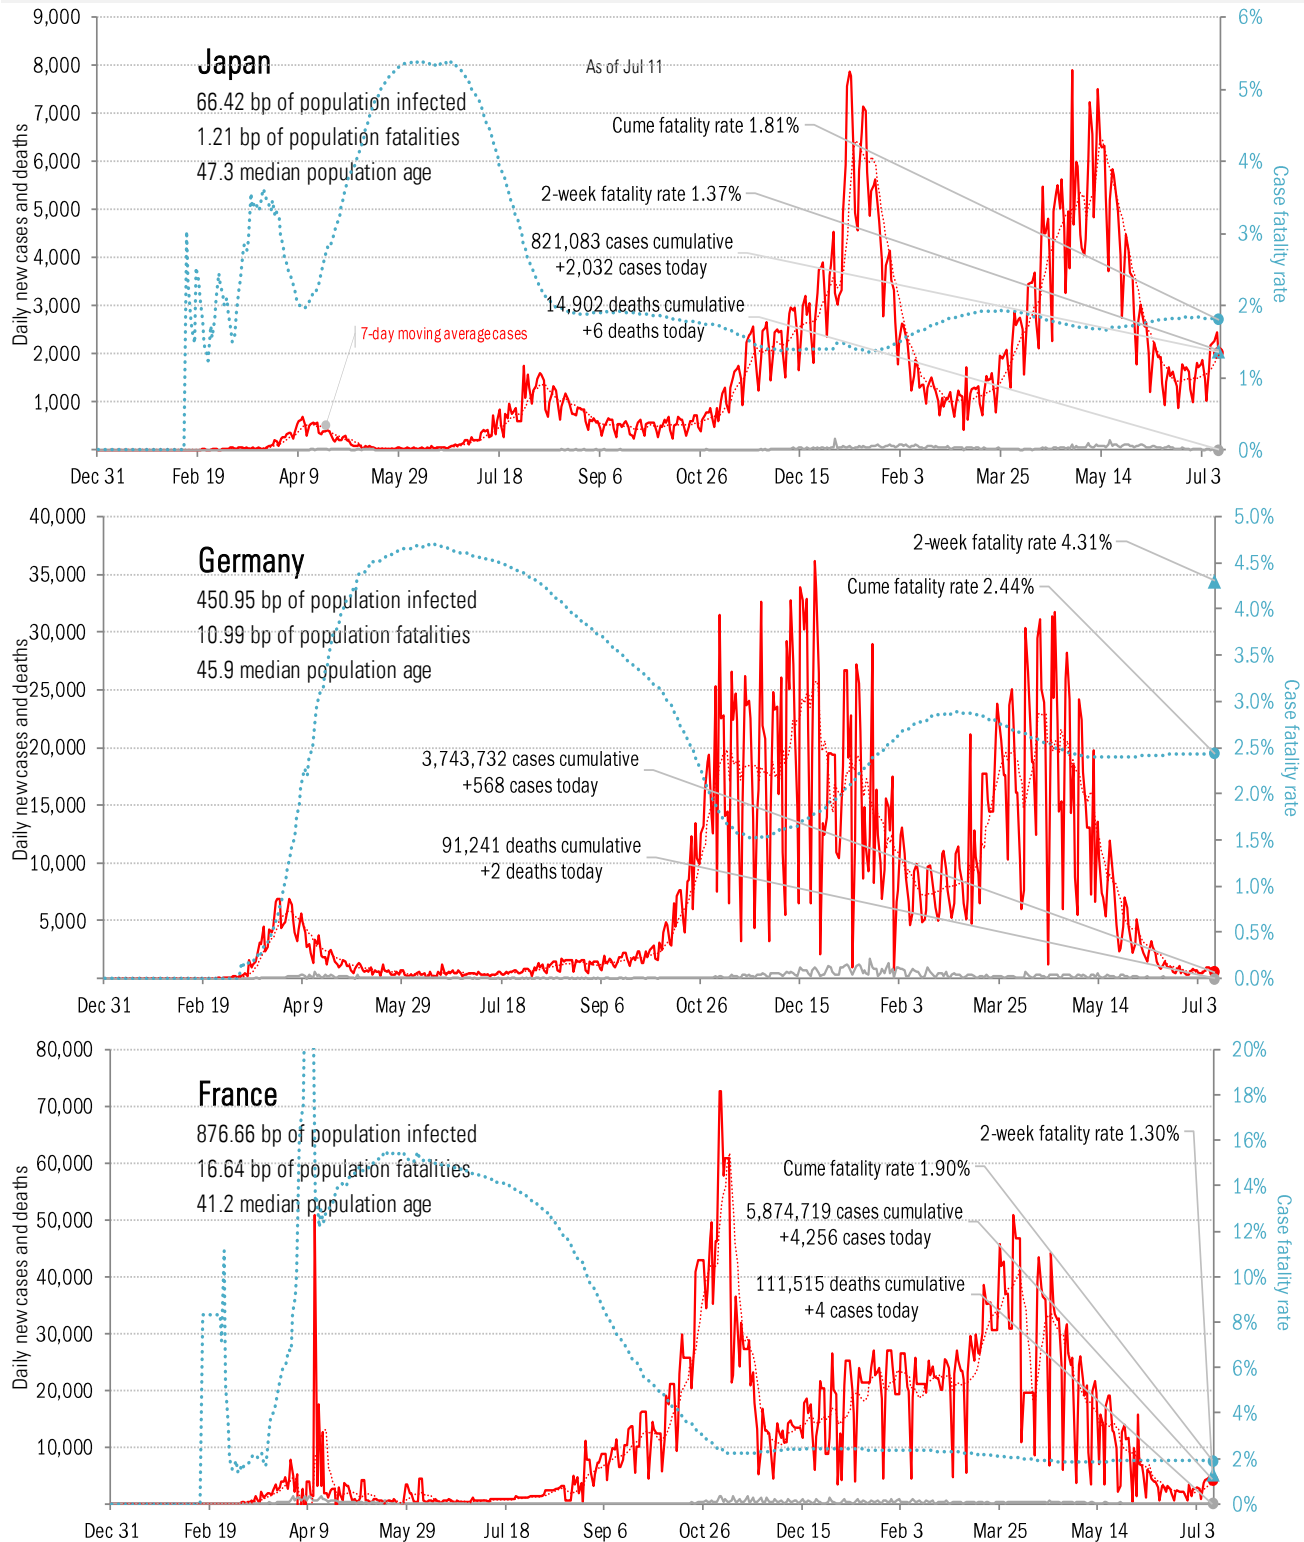 9,000
8,000
7,000
6,000
5,000
4,000
3,000
2,000
1,000
Daily new cases and deaths
Japan
66.42 bp of population infected
1.21 bp of population fatalities
47.3 median population age
As of Jul 11
Cume fatality rate 1.81%
2-week fatality rate 1.37%
821,083 cases cumulative
+2,032 cases today
14,902 deaths cumulative
+6 deaths today
7-day moving average cases
6%
5%
4%
3%
2%
1%
0%
Case fatality rate
Dec 31 Feb 19 Apr 9 May 29 Jul 18 Sep 6 Oct 26 Dec 15 Feb 3 Mar 25 May 14 Jul 3
40,000
35,000
30,000
25,000
20,000
15,000
10,000
5,000
Daily new cases and deaths
Germany
450.95 bp of population infected
10.99 bp of population fatalities
45.9 median population age
2-week fatality rate 4.31%
Cume fatality rate 2.44%
3,743,732 cases cumulative
+568 cases today
91,241 deaths cumulative
+2 deaths today
5.0%
4.5%
4.0%
3.5%
3.0%
2.5%
2.0%
1.5%
1.0%
0.5%
0.0%
Case fatality rate
Dec 31 Feb 19 Apr 9 May 29 Jul 18 Sep 6 Oct 26 Dec 15 Feb 3 Mar 25 May 14 Jul 3
80,000
70,000
60,000
50,000
40,000
30,000
20,000
10,000
Daily new cases and deaths
France
876.66 bp of population infected
16.64 bp of population fatalities
41.2 median population age
2-week fatality rate 1.30%
Cume fatality rate 1.90%
5,874,719 cases cumulative
+4,256 cases today
111,515 deaths cumulative
+4 cases today
20%
18%
16%
14%
12%
10%
8%
6%
4%
2%
0%
Case fatality rate
Dec 31 Feb 19 Apr 9 May 29 Jul 18 Sep 6 Oct 26 Dec 15 Feb 3 Mar 25 May 14 Jul 3